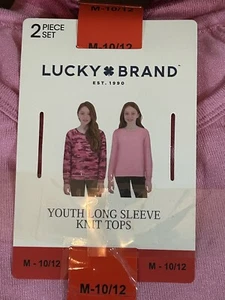 M-10/12
2 PIECE
SET
LUCKY BRAND
EST. 1990
YOUTH LONG SLEEVE
KNIT TOPS
M - 10/12
M - 10/12
M-10/12